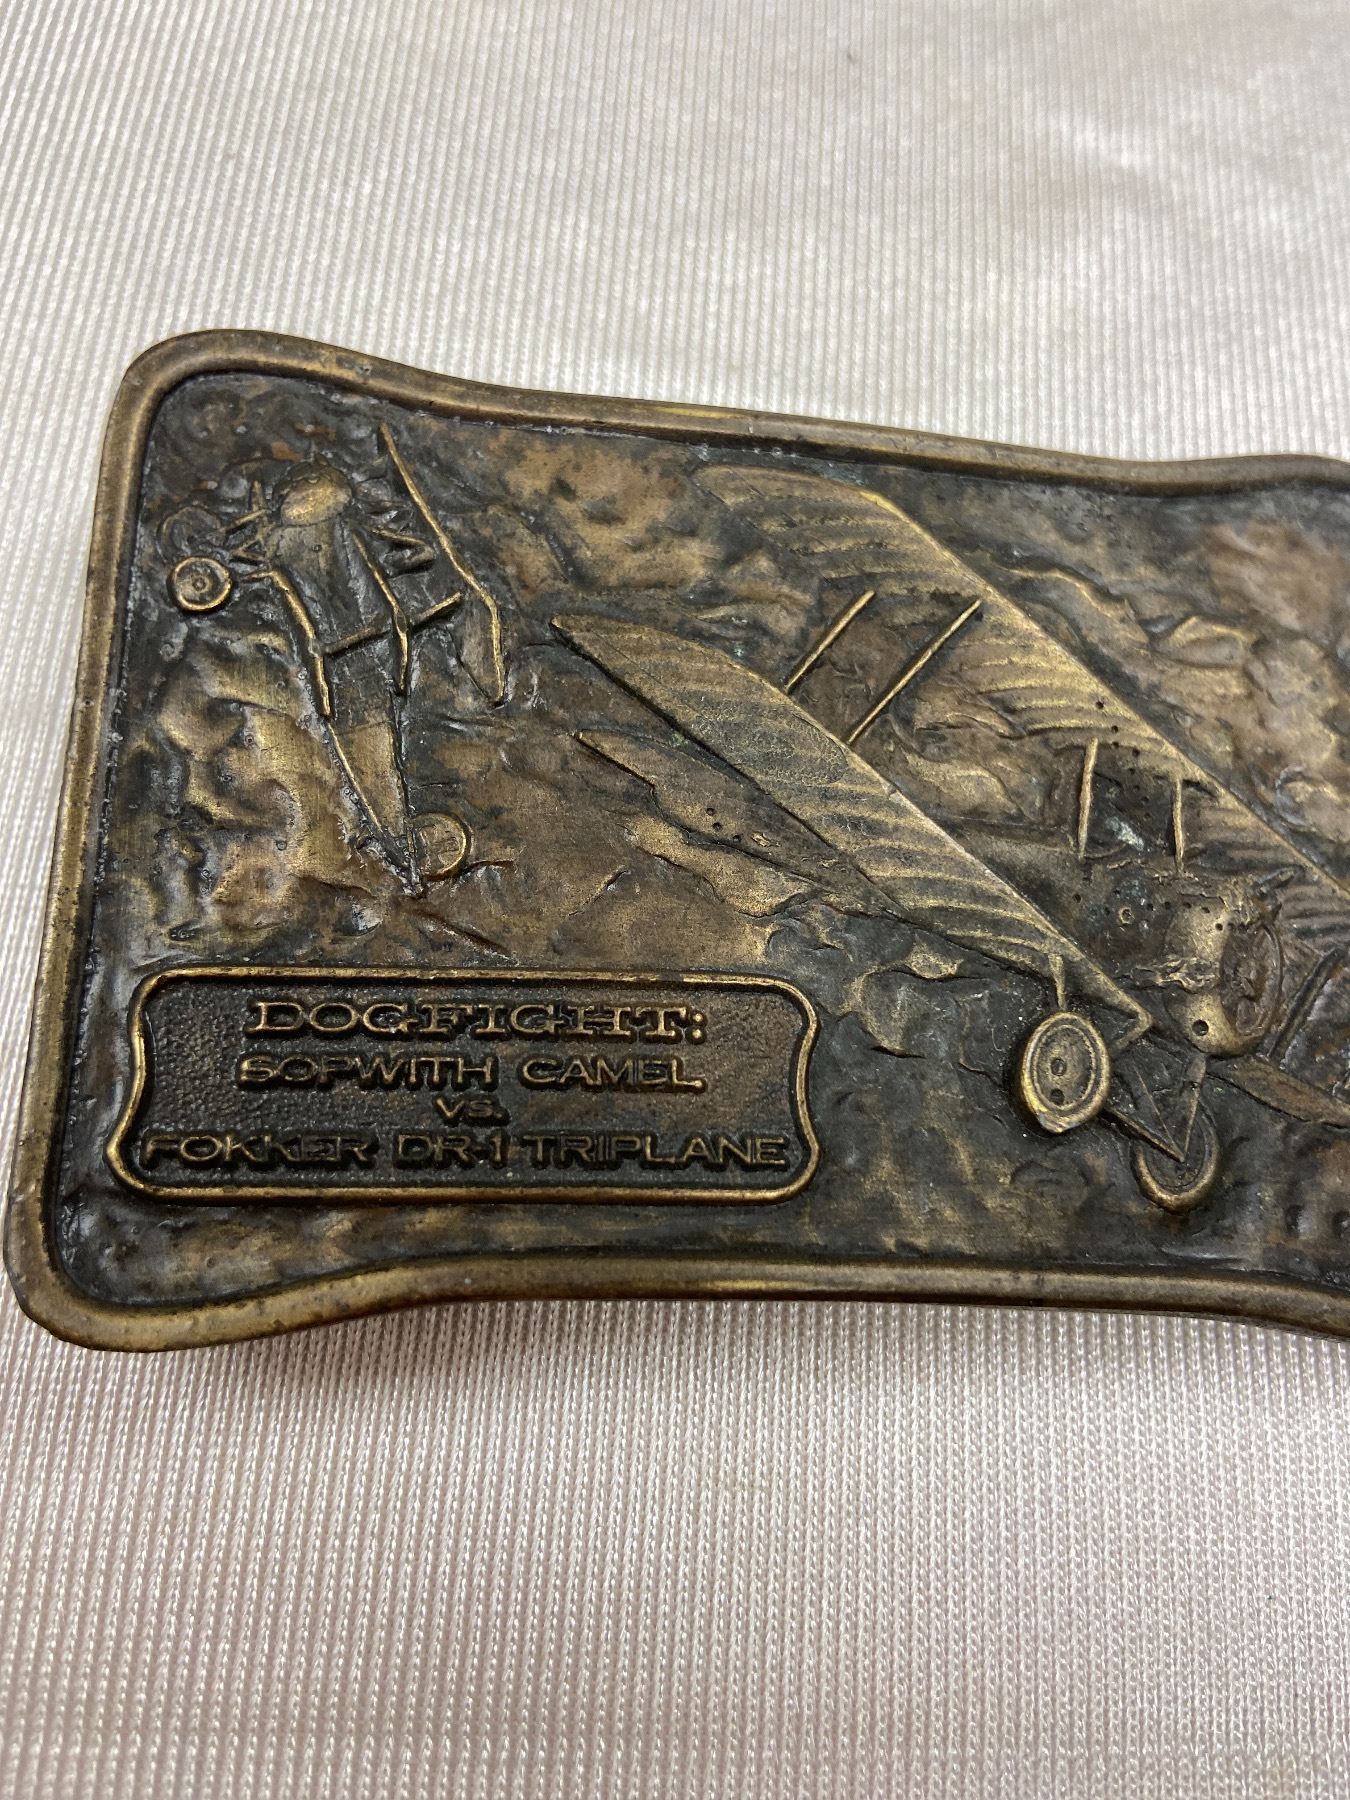 DOGFIGHT:
SOPWITH CAMEL
VS.
FOKKER DR-1 TRIPLANE